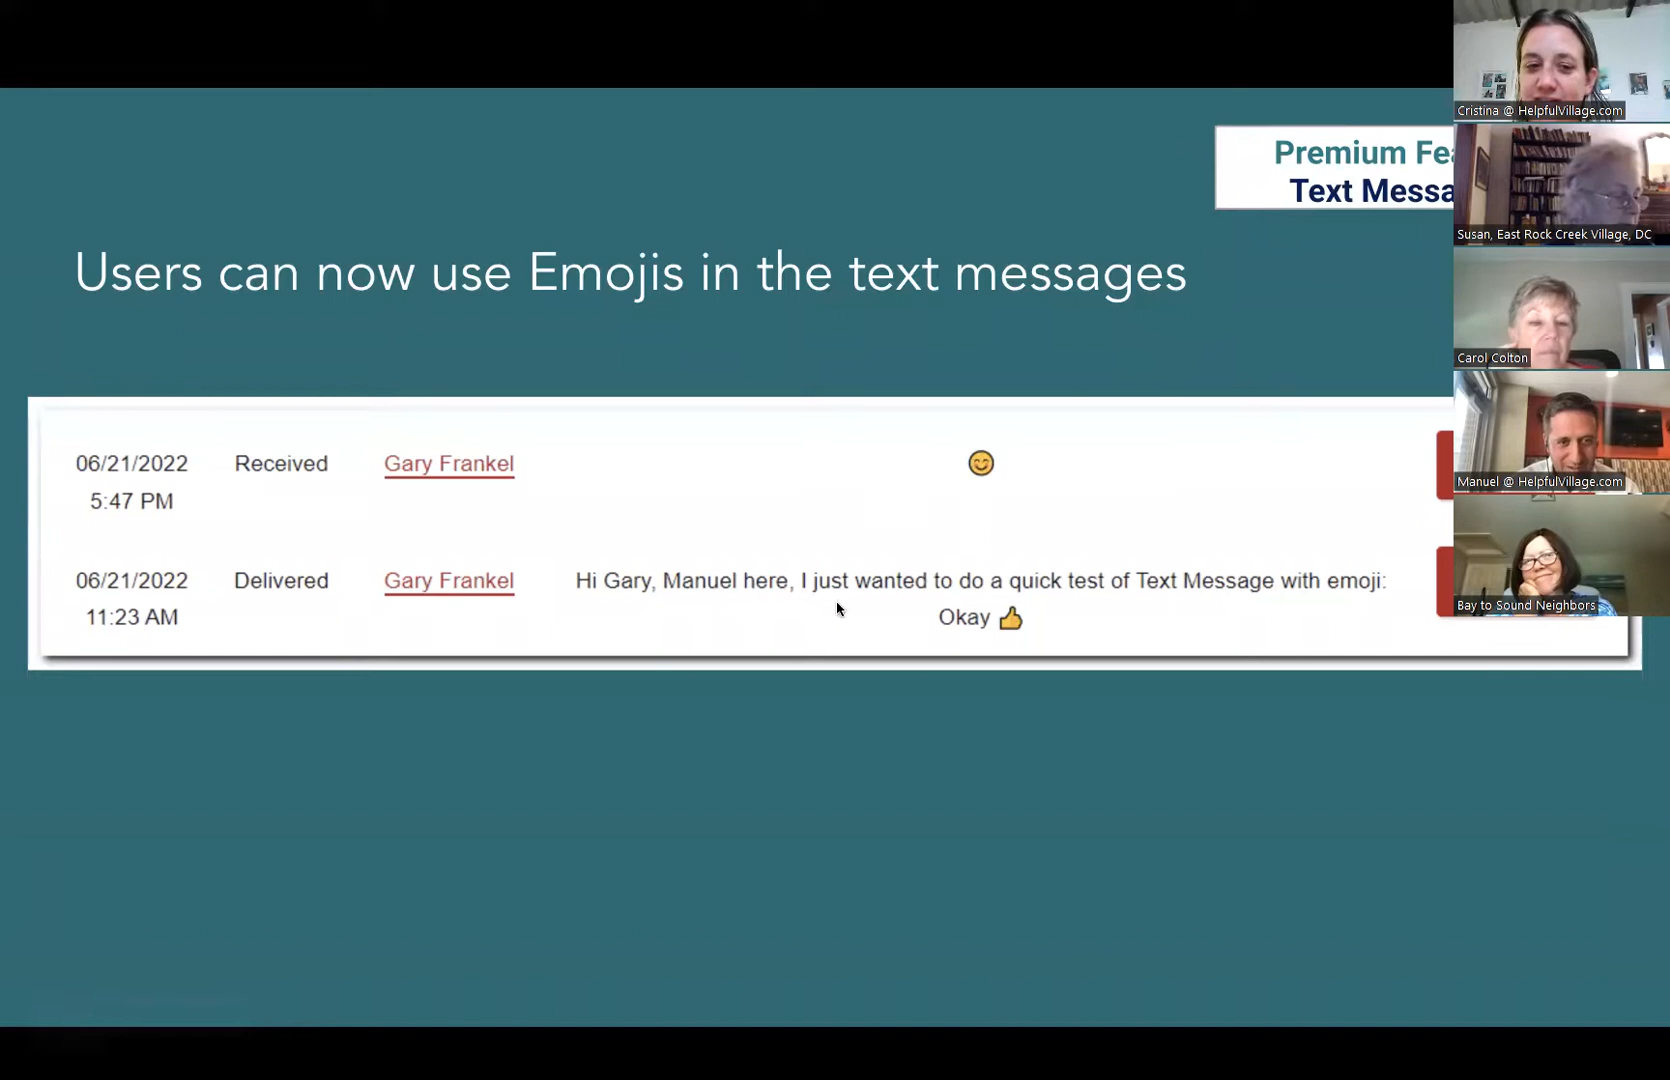 Premium Fea
Text Messa
Users can now use Emojis in the text messages
06/21/2022 Received Gary Frankel 😊
5:47 PM
06/21/2022 Delivered Gary Frankel Hi Gary, Manuel here, I just wanted to do a quick test of Text Message with emoji:
11:23 AM Okay 👍
Cristina @ HelpfulVillage.com
Susan, East Rock Creek Village, DC
Carol Colton
Manuel @ HelpfulVillage.com
Bay to Sound Neighbors